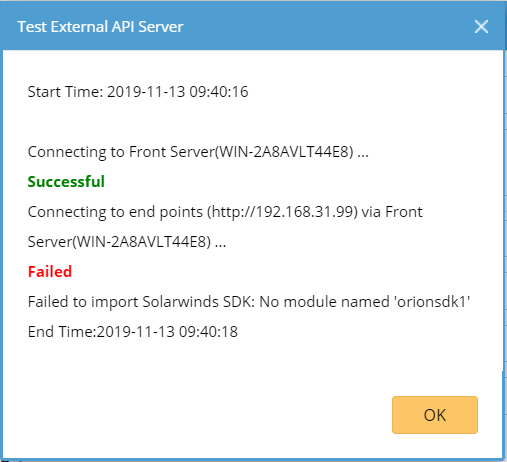 Test External API Server
Start Time: 2019-11-13 09:40:16
Connecting to Front Server(WIN-2A8AVLT44E8) ...
Successful
Connecting to end points (http://192.168.31.99) via Front
Server(WIN-2A8AVLT44E8) ...
Failed
Failed to import Solarwinds SDK: No module named 'orionsdk1'
End Time:2019-11-13 09:40:18
OK